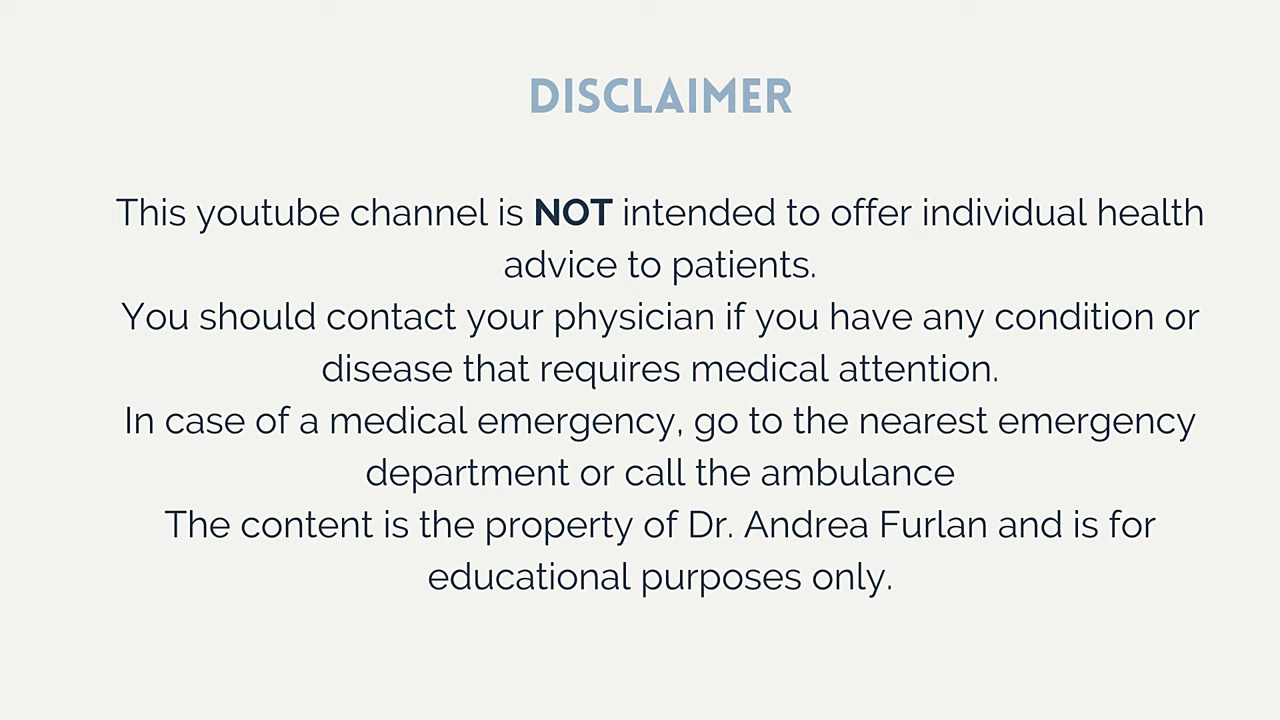 DISCLAIMER
This youtube channel is NOT intended to offer individual health
advice to patients.
You should contact your physician if you have any condition or
disease that requires medical attention.
In case of a medical emergency, go to the nearest emergency
department or call the ambulance
The content is the property of Dr. Andrea Furlan and is for
educational purposes only.